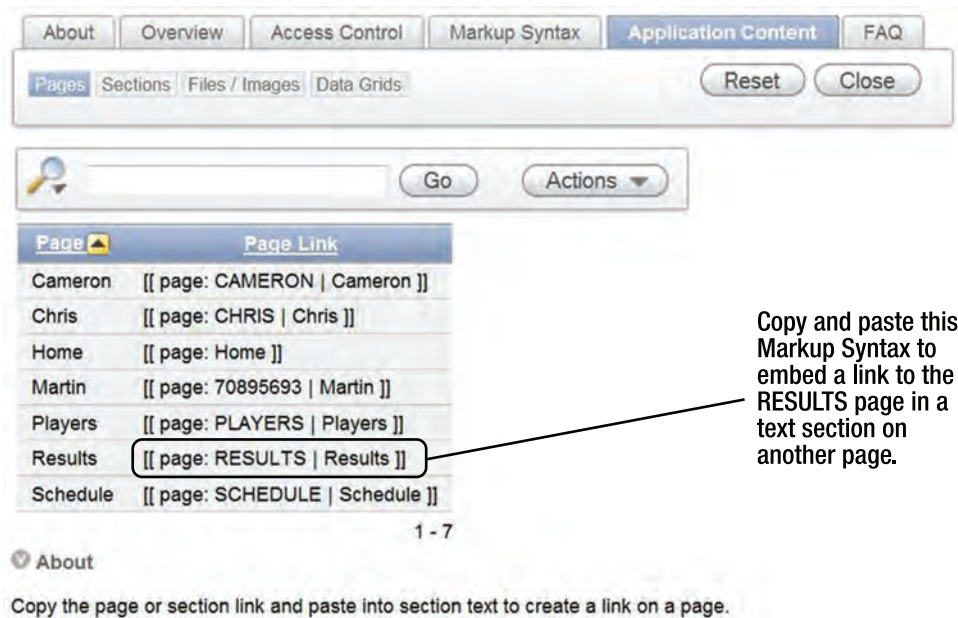 About Overview Access Control Markup Syntax Application Content FAQ
Pages Sections Files / Images Data Grids Reset Close
Go Actions
Page Page Link
Cameron [[ page: CAMERON | Cameron ]]
Chris [[ page: CHRIS | Chris ]]
Home [[ page: Home ]]
Martin [[ page: 70895693 | Martin ]]
Players [[ page: PLAYERS | Players ]]
Results [[ page: RESULTS | Results ]]
Schedule [[ page: SCHEDULE | Schedule ]]
1 - 7
Copy and paste this
Markup Syntax to
embed a link to the
RESULTS page in a
text section on
another page.
About
Copy the page or section link and paste into section text to create a link on a page.